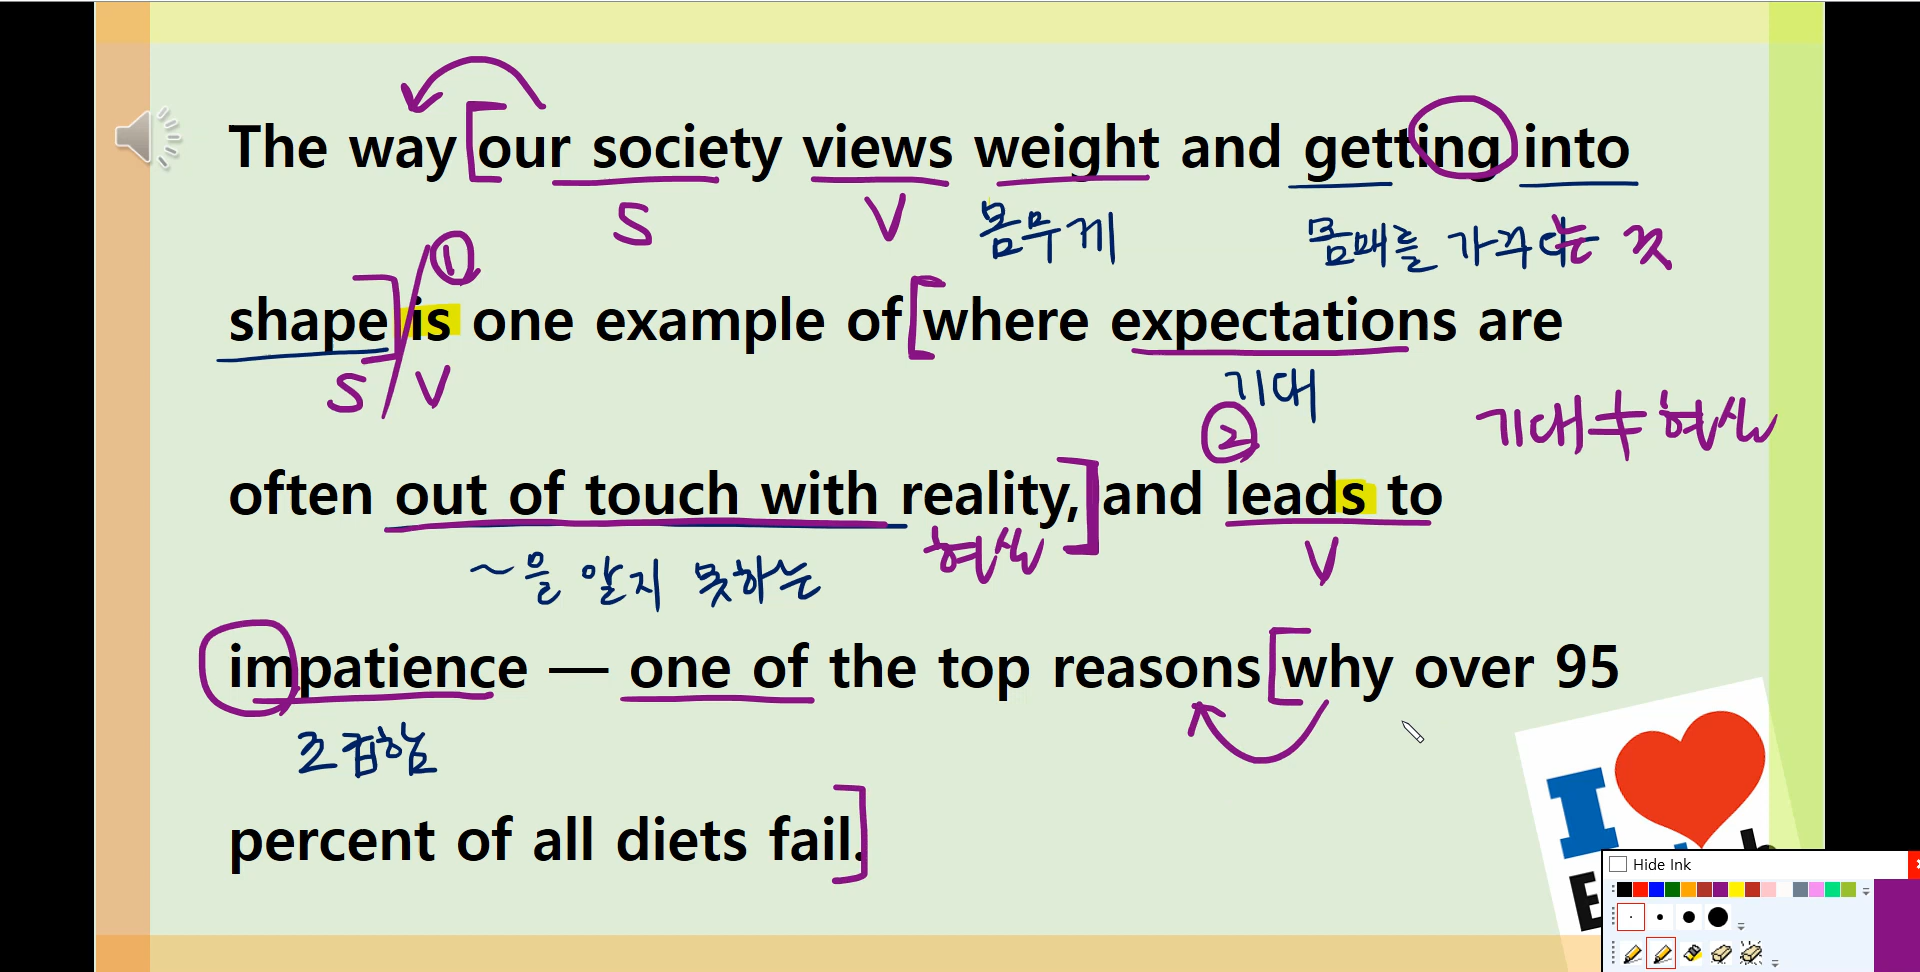 The way our society views weight and getting into
S V 몸무게 몸매를 가꾸다는 것
①
shape is one example of where expectations are
S V 기대
② 기대 ≠ 현실
often out of touch with reality, and leads to
~을 알지 못하는 현실 V
impatience — one of the top reasons why over 95
조급함
percent of all diets fail.
I
E
Hide Ink